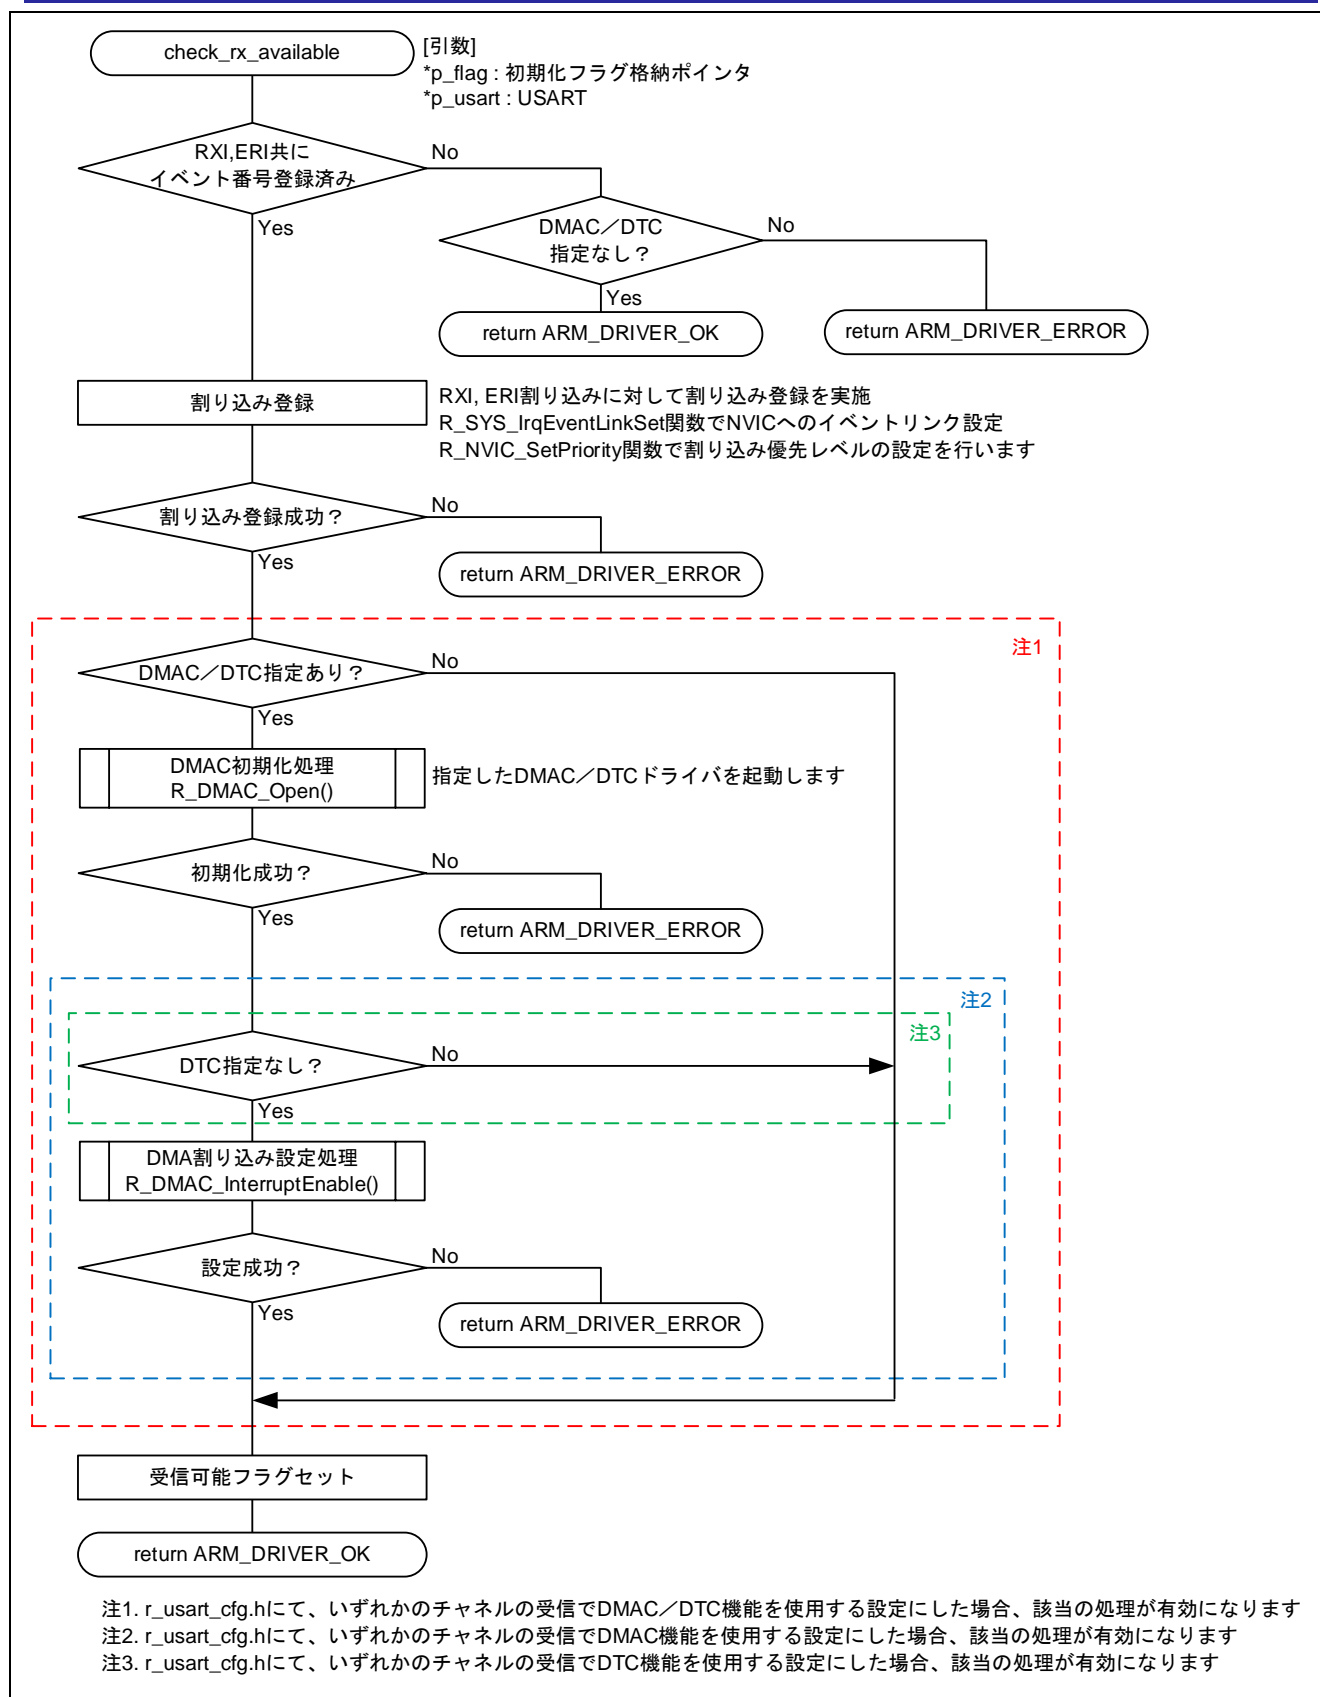 check_rx_available
[引数]
*p_flag : 初期化フラグ格納ポインタ
*p_usart : USART
RXI,ERI共に
イベント番号登録済み
No
Yes
DMAC／DTC
指定なし？
No
Yes
return ARM_DRIVER_OK
return ARM_DRIVER_ERROR
割り込み登録
RXI, ERI割り込みに対して割り込み登録を実施
R_SYS_IrqEventLinkSet関数でNVICへのイベントリンク設定
R_NVIC_SetPriority関数で割り込み優先レベルの設定を行います
割り込み登録成功？
No
Yes
return ARM_DRIVER_ERROR
注1
DMAC／DTC指定あり？
No
Yes
DMAC初期化処理
R_DMAC_Open()
指定したDMAC／DTCドライバを起動します
初期化成功？
No
Yes
return ARM_DRIVER_ERROR
注2
注3
DTC指定なし？
No
Yes
DMA割り込み設定処理
R_DMAC_InterruptEnable()
設定成功？
No
Yes
return ARM_DRIVER_ERROR
受信可能フラグセット
return ARM_DRIVER_OK
注1. r_usart_cfg.hにて、いずれかのチャネルの受信でDMAC／DTC機能を使用する設定にした場合、該当の処理が有効になります
注2. r_usart_cfg.hにて、いずれかのチャネルの受信でDMAC機能を使用する設定にした場合、該当の処理が有効になります
注3. r_usart_cfg.hにて、いずれかのチャネルの受信でDTC機能を使用する設定にした場合、該当の処理が有効になります